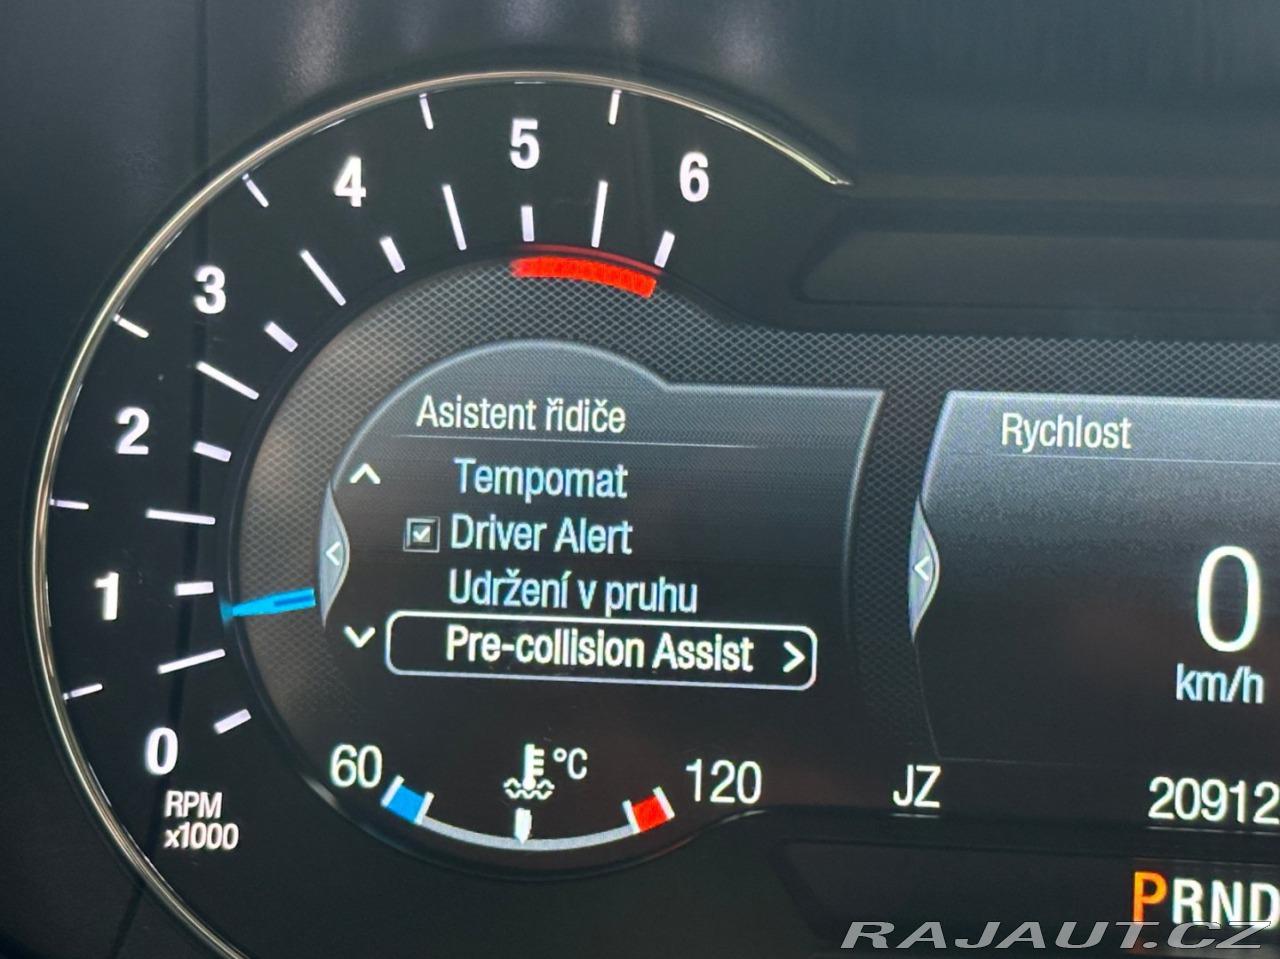 5
4
6
3
2
1
0
RPM
x1000
Asistent řidiče
Tempomat
Driver Alert
Udržení v pruhu
Pre-collision Assist
60
°C
120
Rychlost
0
km/h
JZ
20912
PRND
RAJAUT.CZ